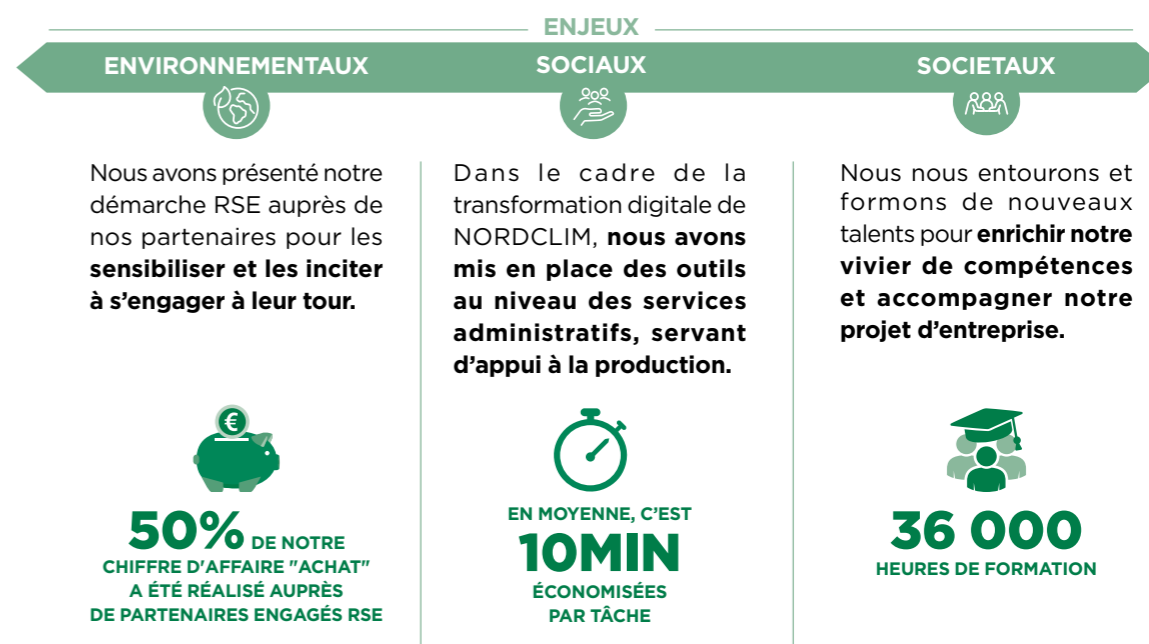 ENJEUX
ENVIRONNEMENTAUX
Nous avons présenté notre
démarche RSE auprès de
nos partenaires pour les
sensibiliser et les inciter
à s'engager à leur tour.
€
50% DE NOTRE
CHIFFRE D'AFFAIRE "ACHAT"
A ÉTÉ RÉALISÉ AUPRÈS
DE PARTENAIRES ENGAGÉS RSE
SOCIAUX
Dans le cadre de la
transformation digitale de
NORDCLIM, nous avons
mis en place des outils
au niveau des services
administratifs, servant
d'appui à la production.
EN MOYENNE, C'EST
10MIN
ÉCONOMISÉES
PAR TÂCHE
SOCIETAUX
Nous nous entourons et
formons de nouveaux
talents pour enrichir notre
vivier de compétences
et accompagner notre
projet d'entreprise.
36 000
HEURES DE FORMATION